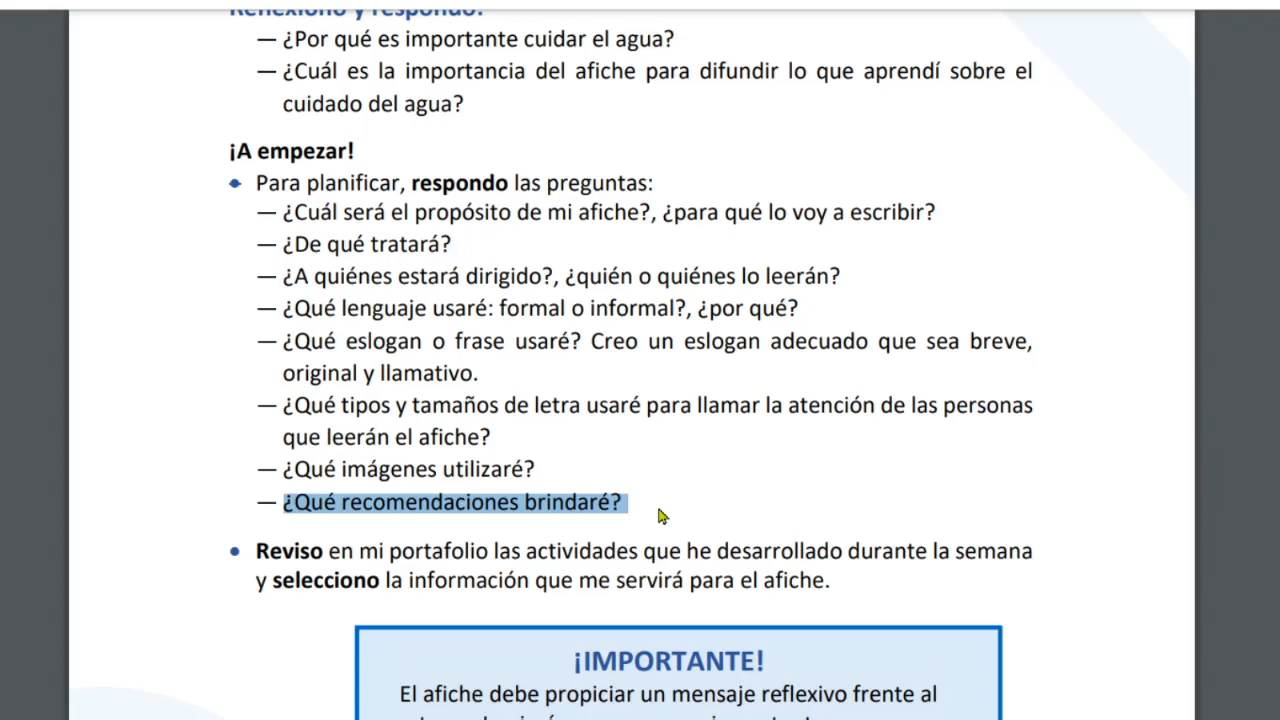 Reflexiono y respondo:
— ¿Por qué es importante cuidar el agua?
— ¿Cuál es la importancia del afiche para difundir lo que aprendí sobre el
cuidado del agua?
¡A empezar!
• Para planificar, respondo las preguntas:
— ¿Cuál será el propósito de mi afiche?, ¿para qué lo voy a escribir?
— ¿De qué tratará?
— ¿A quiénes estará dirigido?, ¿quién o quiénes lo leerán?
— ¿Qué lenguaje usaré: formal o informal?, ¿por qué?
— ¿Qué eslogan o frase usaré? Creo un eslogan adecuado que sea breve,
original y llamativo.
— ¿Qué tipos y tamaños de letra usaré para llamar la atención de las personas
que leerán el afiche?
— ¿Qué imágenes utilizaré?
— ¿Qué recomendaciones brindaré?
• Reviso en mi portafolio las actividades que he desarrollado durante la semana
y selecciono la información que me servirá para el afiche.
¡IMPORTANTE!
El afiche debe propiciar un mensaje reflexivo frente al